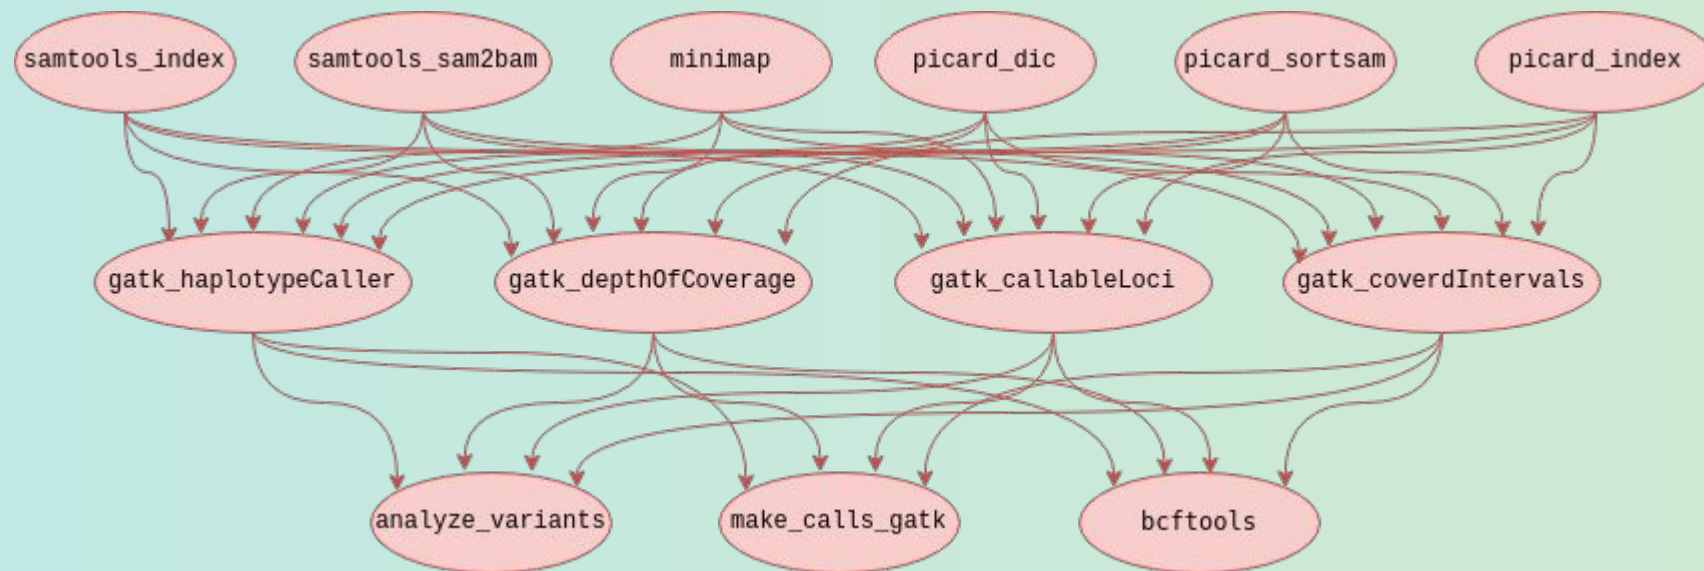 samtools_index
samtools_sam2bam
minimap
picard_dic
picard_sortsam
picard_index
gatk_haplotypeCaller
gatk_depthOfCoverage
gatk_callableLoci
gatk_coverdIntervals
analyze_variants
make_calls_gatk
bcftools